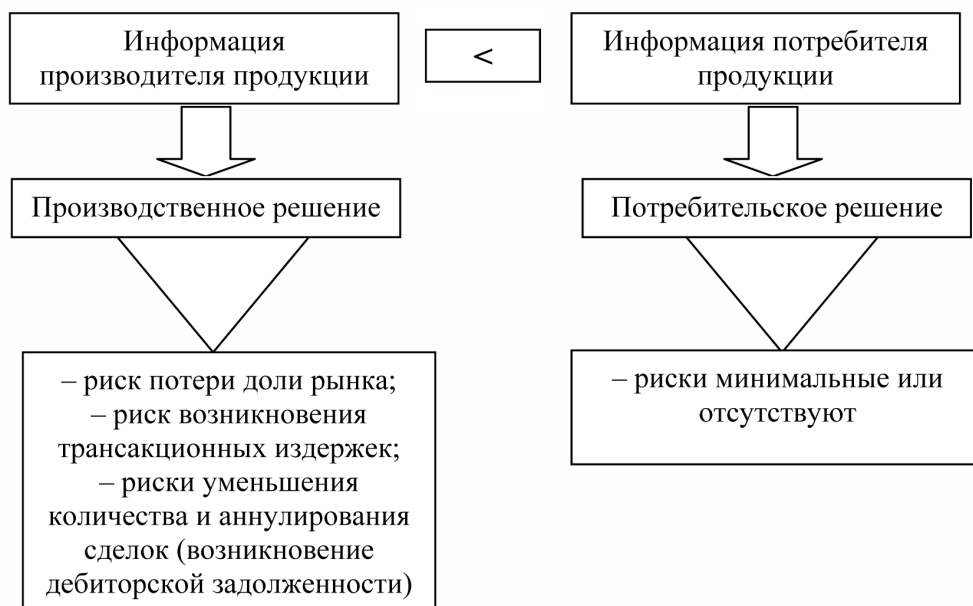 Информация
производителя продукции
<
Информация потребителя
продукции
Производственное решение
Потребительское решение
– риск потери доли рынка;
– риск возникновения
трансакционных издержек;
– риски уменьшения
количества и аннулирования
сделок (возникновение
дебиторской задолженности)
– риски минимальные или
отсутствуют